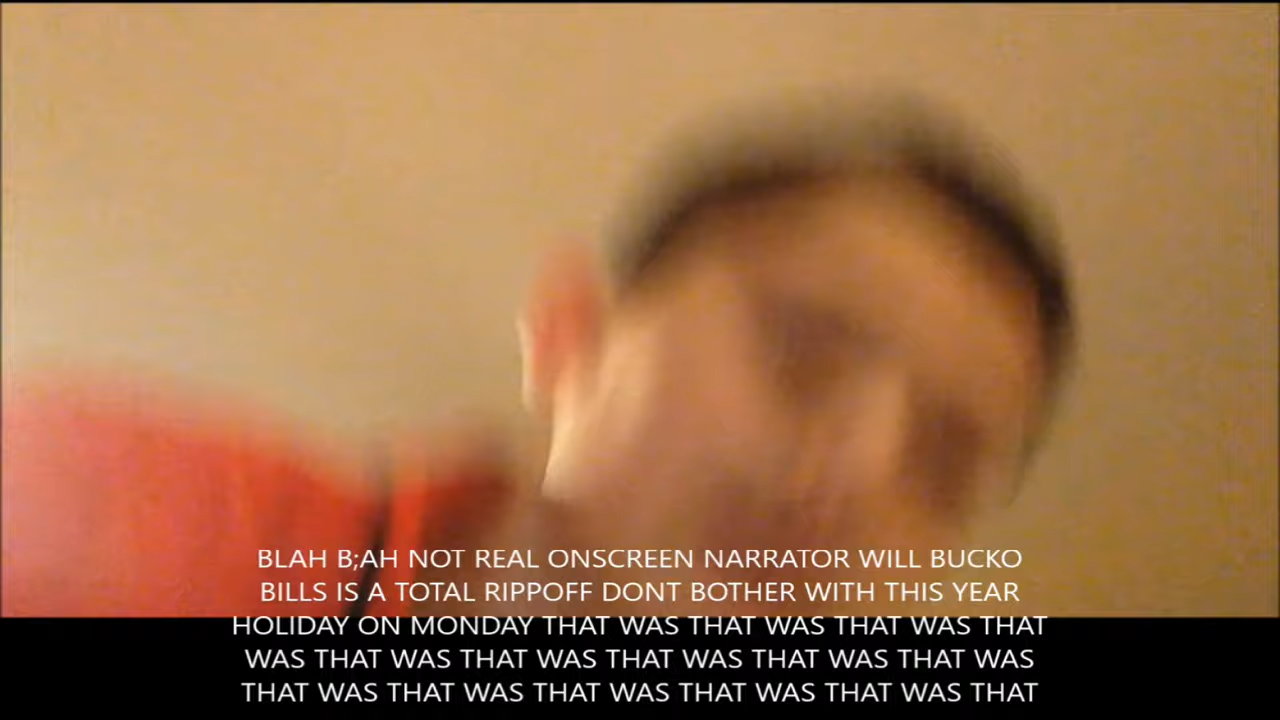 BLAH B;AH NOT REAL ONSCREEN NARRATOR WILL BUCKO
BILLS IS A TOTAL RIPPOFF DONT BOTHER WITH THIS YEAR
HOLIDAY ON MONDAY THAT WAS THAT WAS THAT WAS THAT
WAS THAT WAS THAT WAS THAT WAS THAT WAS THAT WAS
THAT WAS THAT WAS THAT WAS THAT WAS THAT WAS THAT